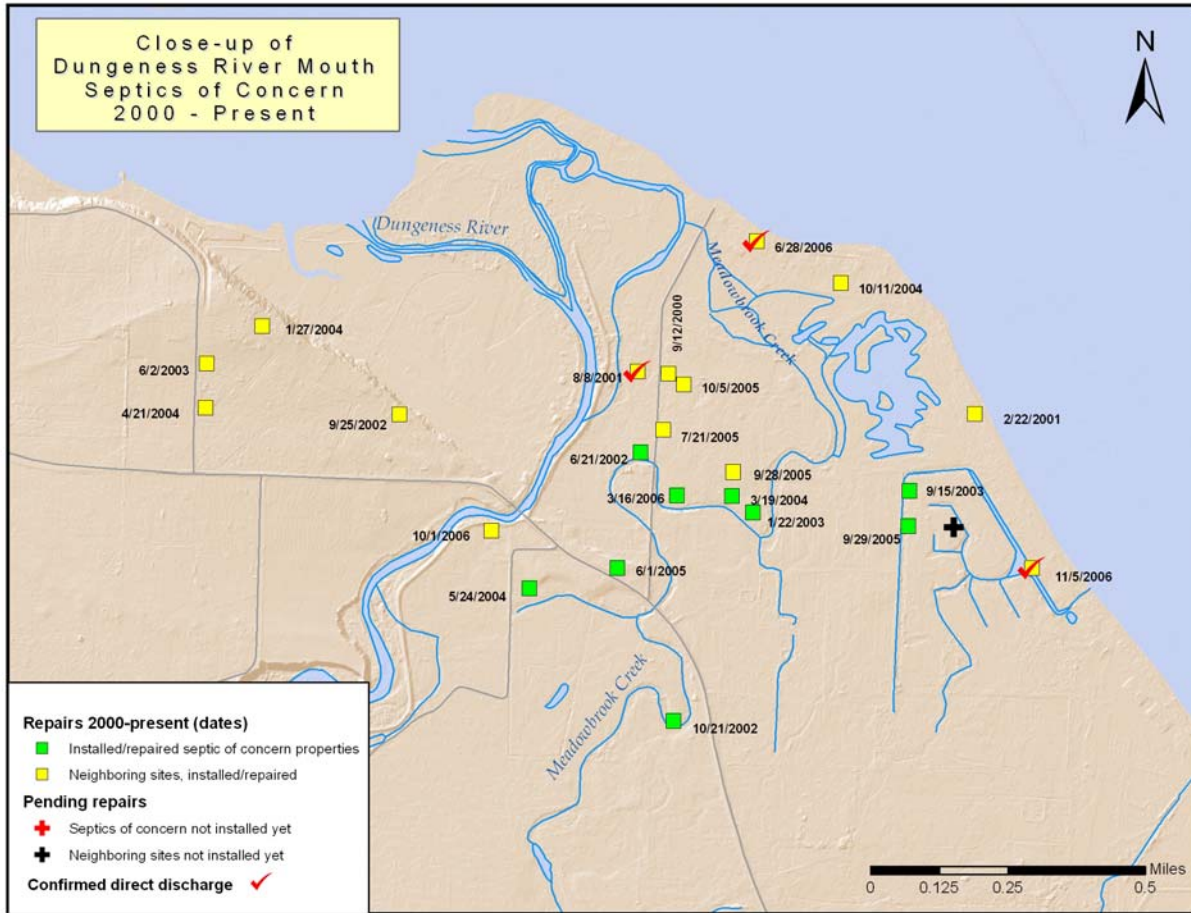 Close-up of
Dungeness River Mouth
Septics of Concern
2000 - Present
N
Dungeness River
Meadowbrook Creek
6/28/2006
10/11/2004
9/12/2000
1/27/2004
6/2/2003
8/8/2001
10/5/2005
4/21/2004
9/25/2002
2/22/2001
7/21/2005
6/21/2002
9/28/2005
3/16/2006
3/19/2004
9/15/2003
1/22/2003
10/1/2006
9/29/2005
6/1/2005
11/5/2006
5/24/2004
Meadowbrook Creek
10/21/2002
Repairs 2000-present (dates)
Installed/repaired septic of concern properties
Neighboring sites, installed/repaired
Pending repairs
Septics of concern not installed yet
Neighboring sites not installed yet
Confirmed direct discharge
Miles
0 0.125 0.25 0.5